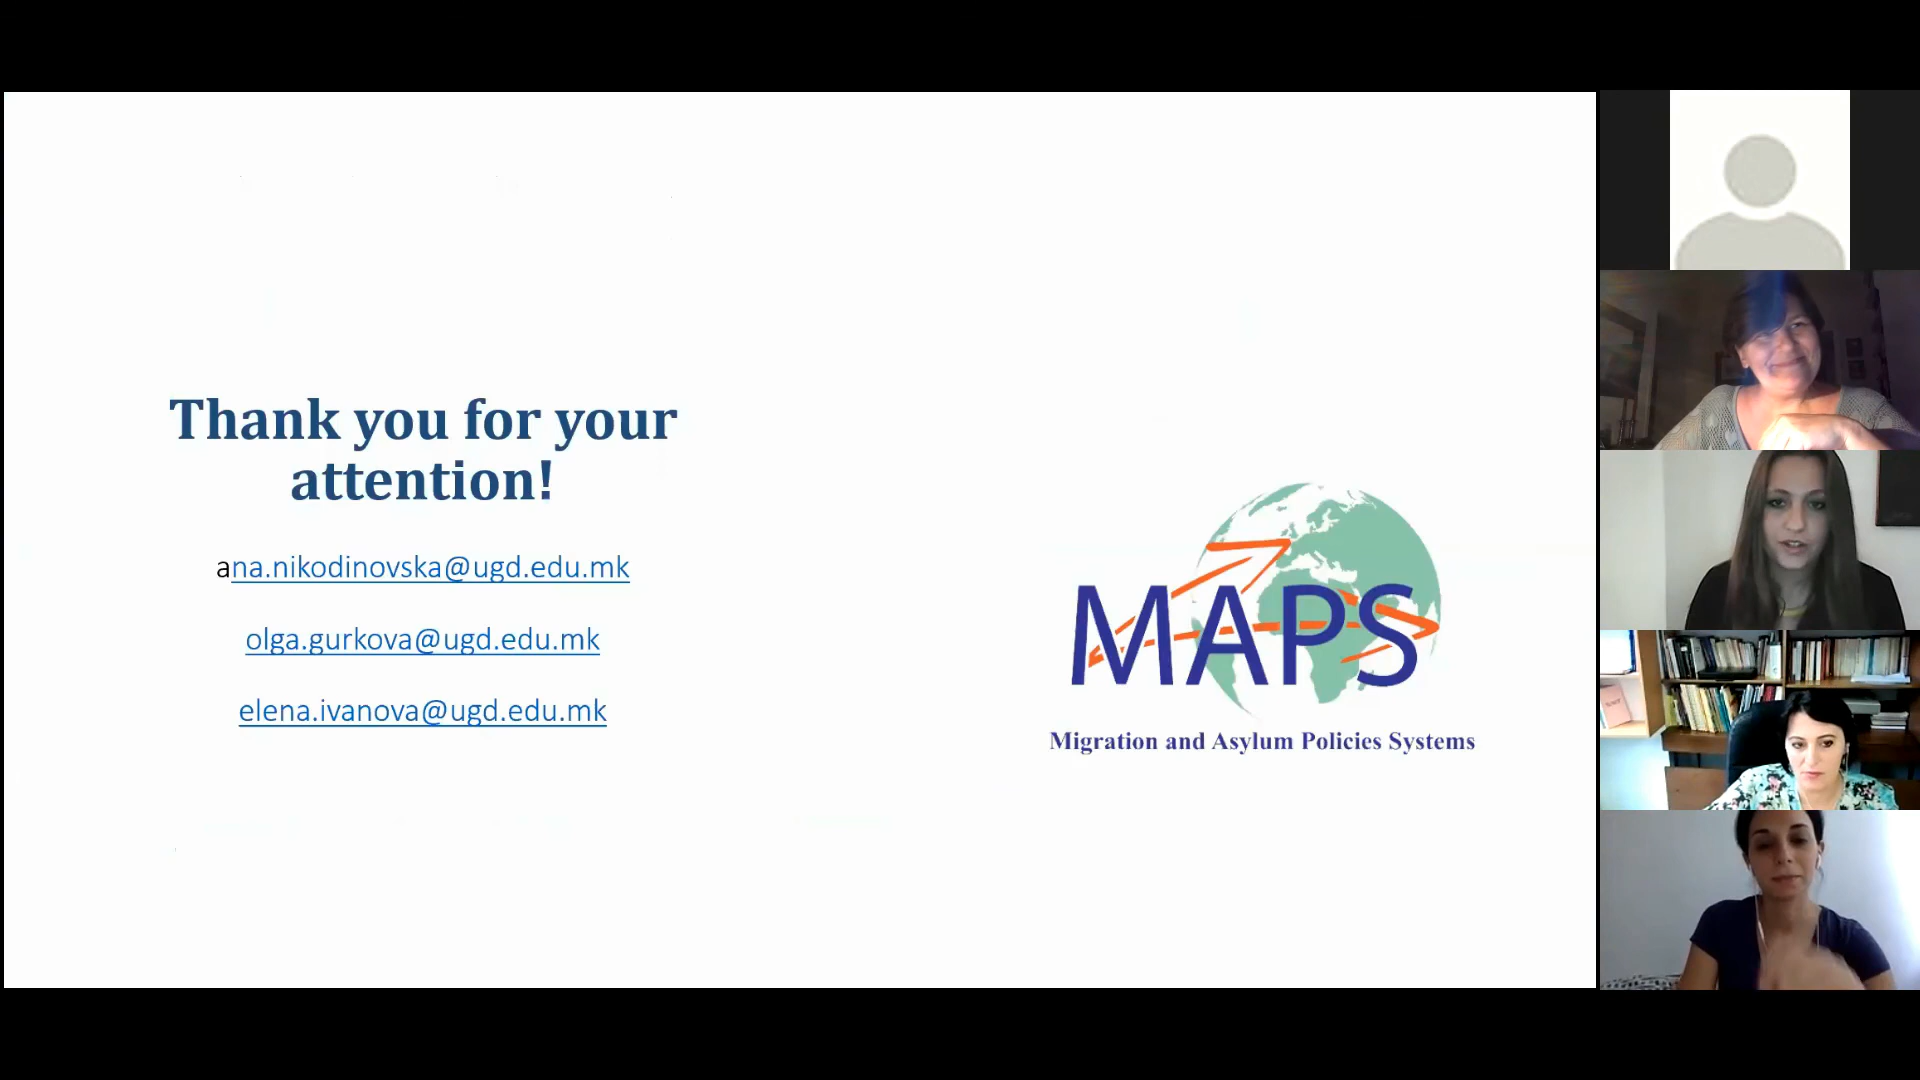 Thank you for your
attention!
ana.nikodinovska@ugd.edu.mk
olga.gurkova@ugd.edu.mk
elena.ivanova@ugd.edu.mk
MAPS
Migration and Asylum Policies Systems